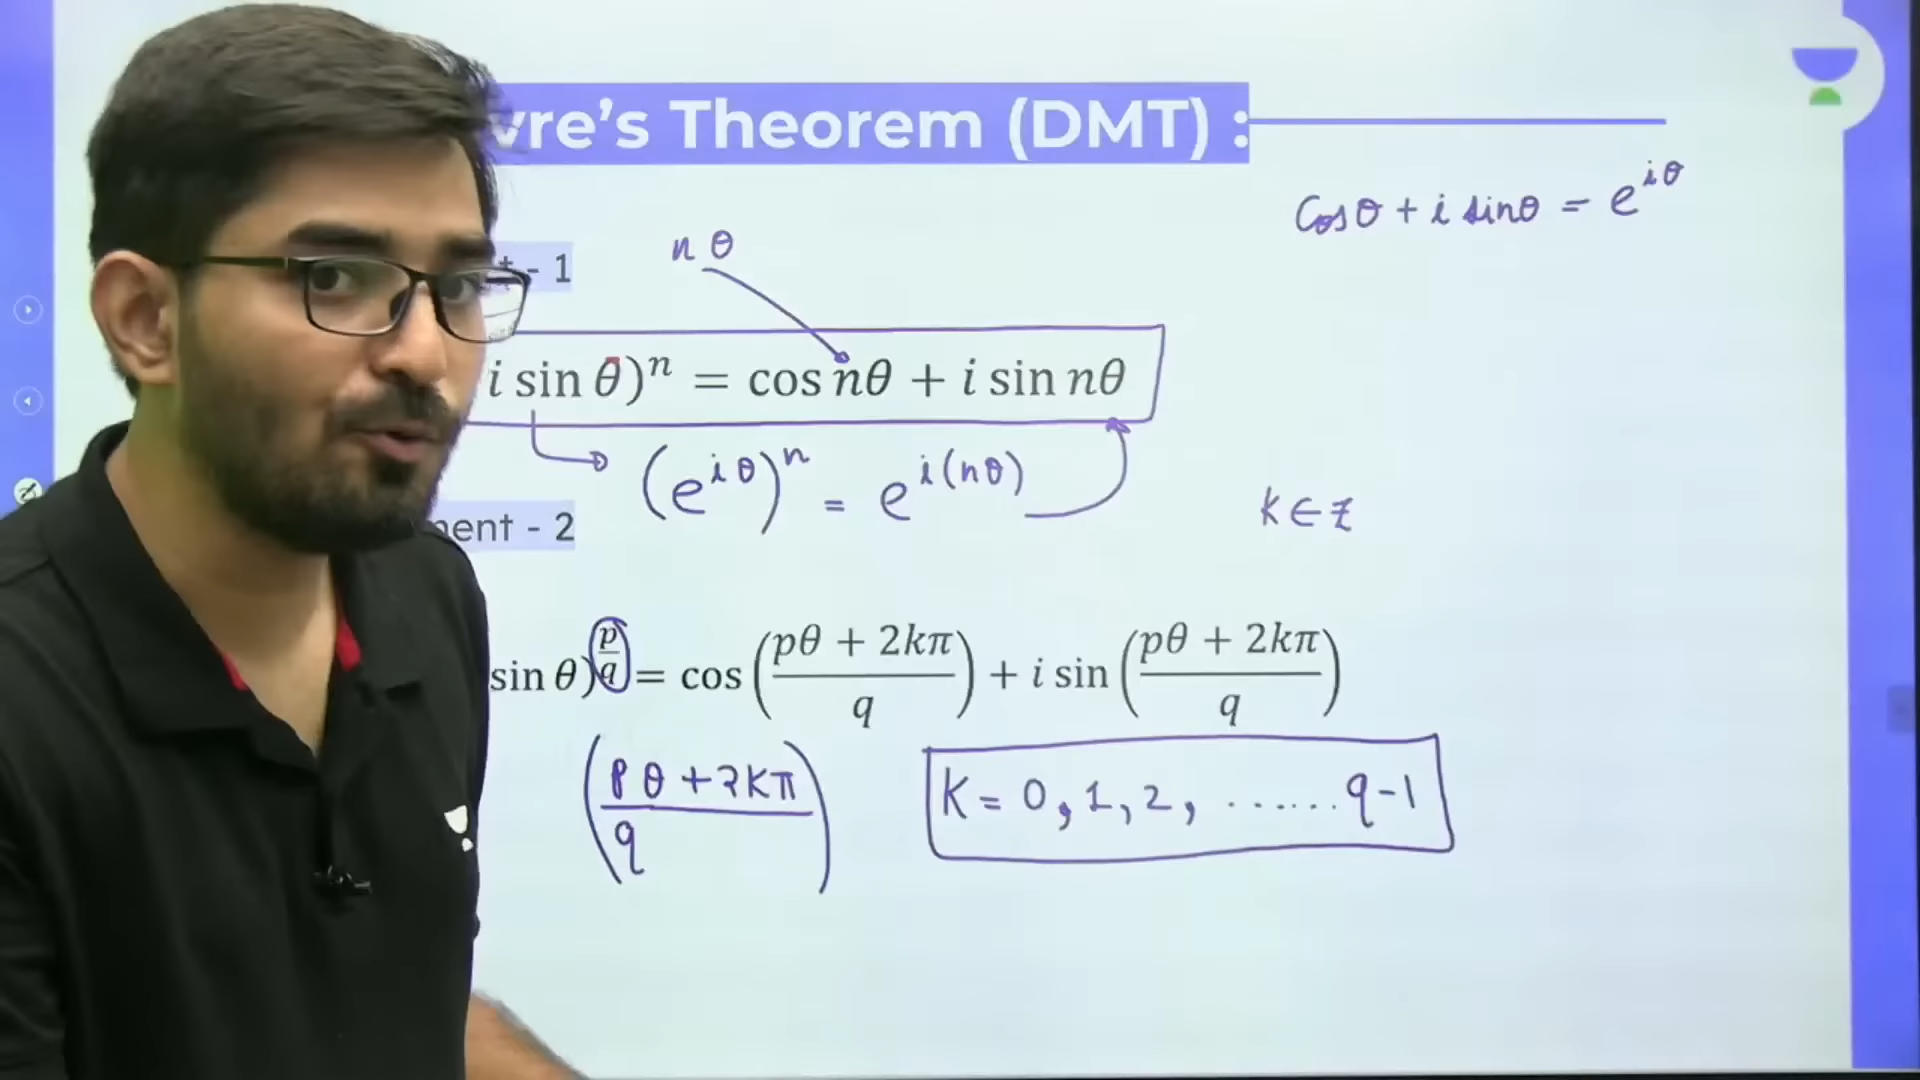 vre's Theorem (DMT) :
cosθ + i sinθ = e^{iθ}
nθ
t - 1
i sin θ)ⁿ = cos nθ + i sin nθ
(e^{iθ})ⁿ = e^{i(nθ)}
k ∈ Z
ment - 2
sin θ)^{p/q} = cos((pθ + 2kπ)/q) + i sin((pθ + 2kπ)/q)
((pθ + 2kπ)/q)
K = 0, 1, 2, ...... q-1